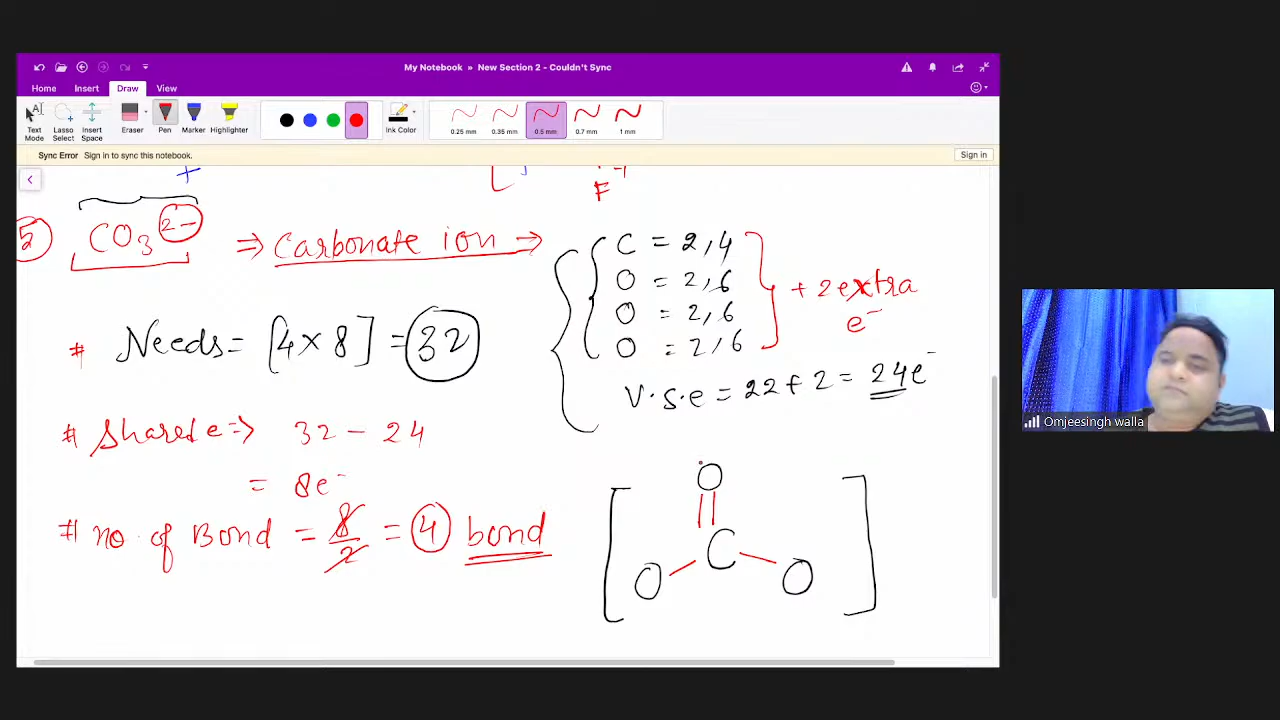 My Notebook » New Section 2 - Couldn't Sync
Home Insert Draw View
Text Mode
Lasso Select
Insert Space
Eraser
Pen
Marker
Highlighter
Ink Color
0.25 mm
0.35 mm
0.5 mm
0.7 mm
1 mm
Sync Error Sign in to sync this notebook.
Sign in
F
5 CO3 2- ⇒ Carbonate ion →
C = 2,4
O = 2,6
O = 2,6
O = 2,6
+ 2 extra e-
V.S.e = 22 + 2 = 24e-
# Needs = [4 x 8] = 32
# Shared e ⇒ 32 - 24
= 8e-
# no. of Bond = 8/2 = 4 bond
O
C
O O
Omjeesingh walla